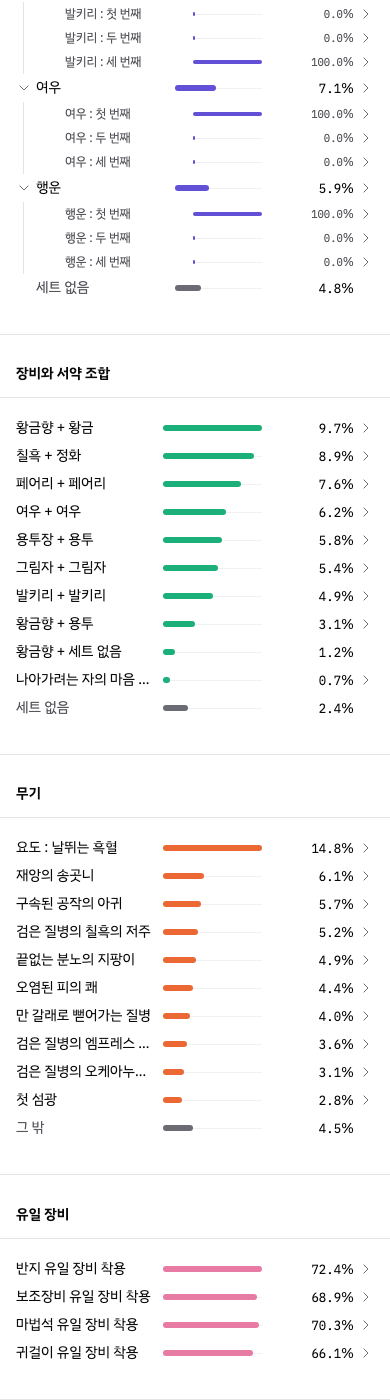 발키리 : 첫 번째 0.0%
발키리 : 두 번째 0.0%
발키리 : 세 번째 100.0%
여우 7.1%
여우 : 첫 번째 100.0%
여우 : 두 번째 0.0%
여우 : 세 번째 0.0%
행운 5.9%
행운 : 첫 번째 100.0%
행운 : 두 번째 0.0%
행운 : 세 번째 0.0%
세트 없음 4.8%
장비와 서약 조합
황금향 + 황금 9.7%
칠흑 + 정화 8.9%
페어리 + 페어리 7.6%
여우 + 여우 6.2%
용투장 + 용투 5.8%
그림자 + 그림자 5.4%
발키리 + 발키리 4.9%
황금향 + 용투 3.1%
황금향 + 세트 없음 1.2%
나아가려는 자의 마음 ... 0.7%
세트 없음 2.4%
무기
요도 : 날뛰는 흑혈 14.8%
재앙의 송곳니 6.1%
구속된 공작의 아귀 5.7%
검은 질병의 칠흑의 저주 5.2%
끝없는 분노의 지팡이 4.9%
오염된 피의 쾌 4.4%
만 갈래로 뻗어가는 질병 4.0%
검은 질병의 엠프레스 ... 3.6%
검은 질병의 오케아누... 3.1%
첫 섬광 2.8%
그 밖 4.5%
유일 장비
반지 유일 장비 착용 72.4%
보조장비 유일 장비 착용 68.9%
마법석 유일 장비 착용 70.3%
귀걸이 유일 장비 착용 66.1%